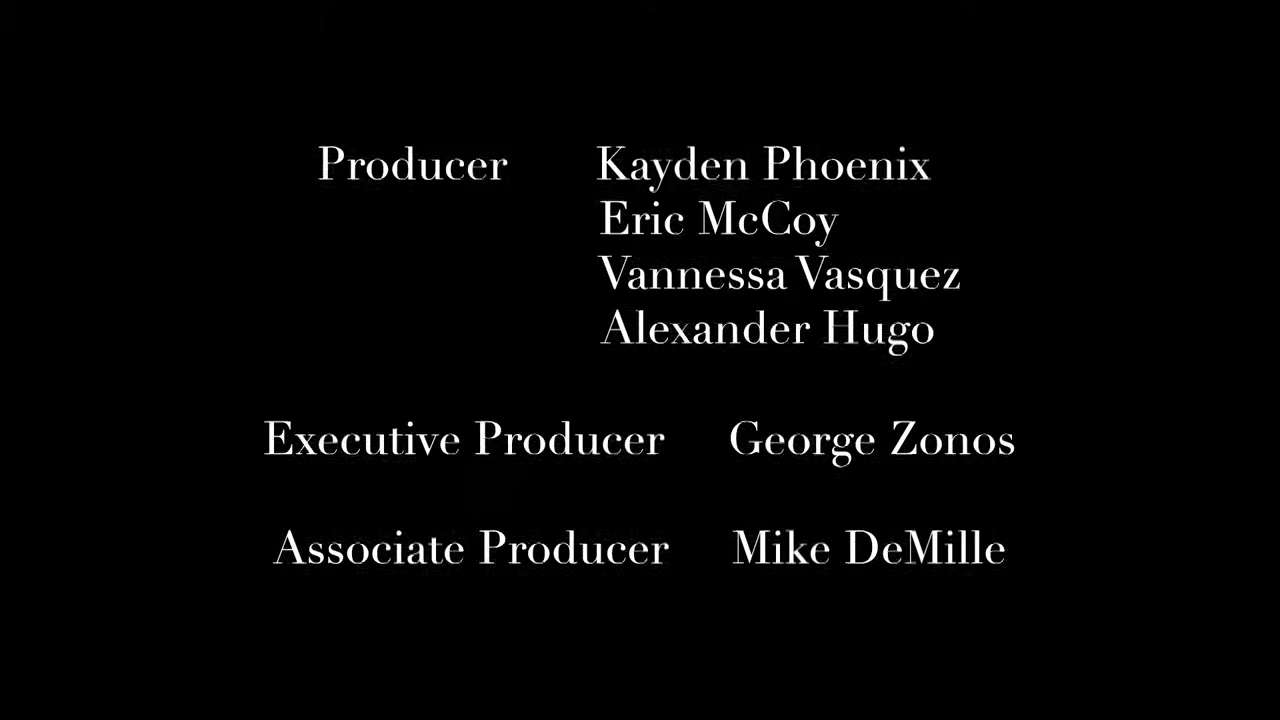 Producer Kayden Phoenix
Eric McCoy
Vannessa Vasquez
Alexander Hugo
Executive Producer George Zonos
Associate Producer Mike DeMille